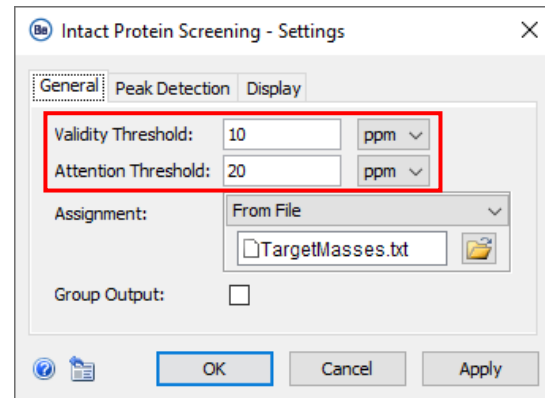 Be Intact Protein Screening - Settings
General Peak Detection Display
Validity Threshold: 10 ppm
Attention Threshold: 20 ppm
Assignment: From File
TargetMasses.txt
Group Output:
? OK Cancel Apply